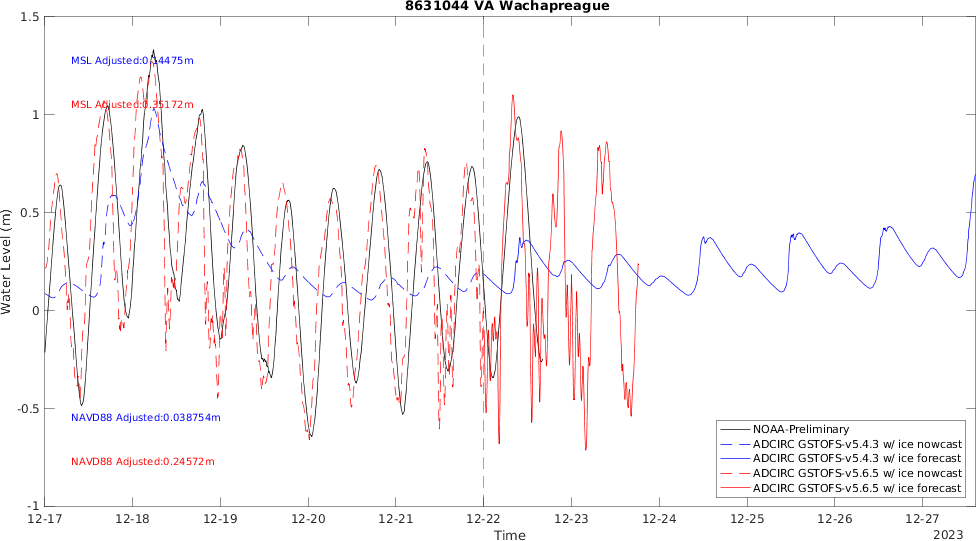 8631044 VA Wachapreague
1.5
1
0.5
0
-0.5
-1
Water Level (m)
MSL Adjusted:0.14475m
MSL Adjusted:0.35172m
NAVD88 Adjusted:0.038754m
NAVD88 Adjusted:0.24572m
NOAA-Preliminary
ADCIRC GSTOFS-v5.4.3 w/ ice nowcast
ADCIRC GSTOFS-v5.4.3 w/ ice forecast
ADCIRC GSTOFS-v5.6.5 w/ ice nowcast
ADCIRC GSTOFS-v5.6.5 w/ ice forecast
12-17 12-18 12-19 12-20 12-21 12-22 12-23 12-24 12-25 12-26 12-27
Time
2023